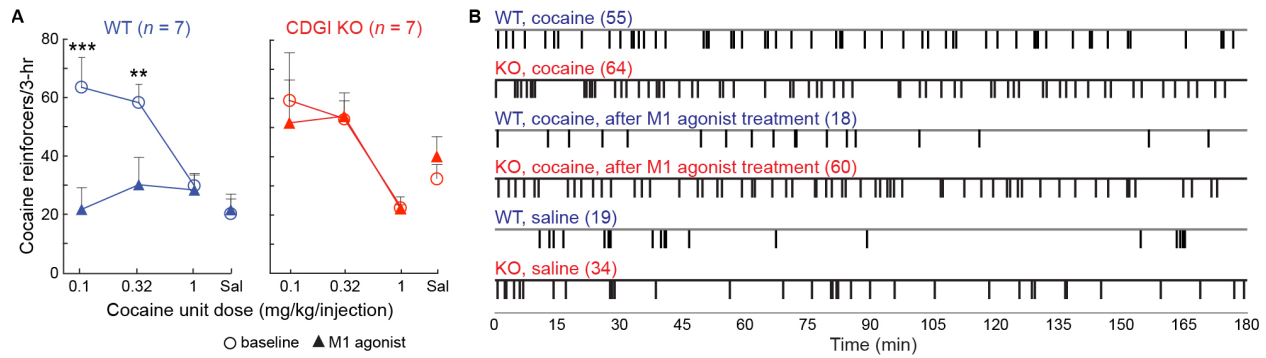 A
WT (n = 7)
CDGI KO (n = 7)
Cocaine reinforcers/3-hr
80
60
40
20
0
***
**
0.1 0.32 1 Sal
0.1 0.32 1 Sal
Cocaine unit dose (mg/kg/injection)
baseline
M1 agonist
B
WT, cocaine (55)
KO, cocaine (64)
WT, cocaine, after M1 agonist treatment (18)
KO, cocaine, after M1 agonist treatment (60)
WT, saline (19)
KO, saline (34)
0 15 30 45 60 75 90 105 120 135 150 165 180
Time (min)